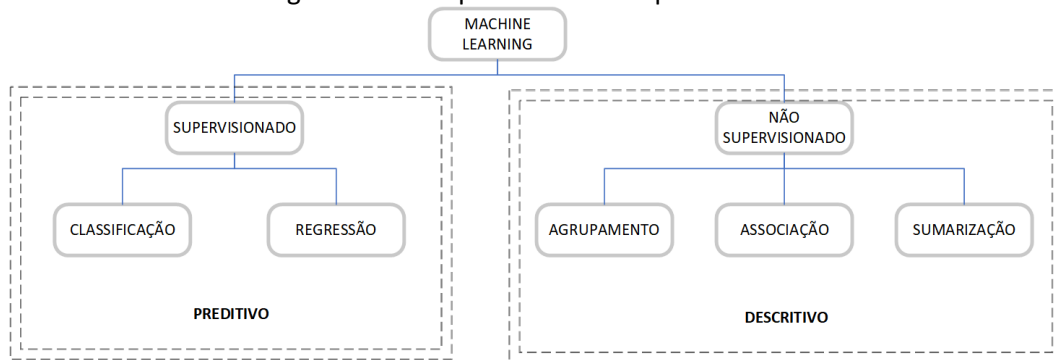 MACHINE
LEARNING
SUPERVISIONADO
NÃO
SUPERVISIONADO
CLASSIFICAÇÃO
REGRESSÃO
AGRUPAMENTO
ASSOCIAÇÃO
SUMARIZAÇÃO
PREDITIVO
DESCRITIVO